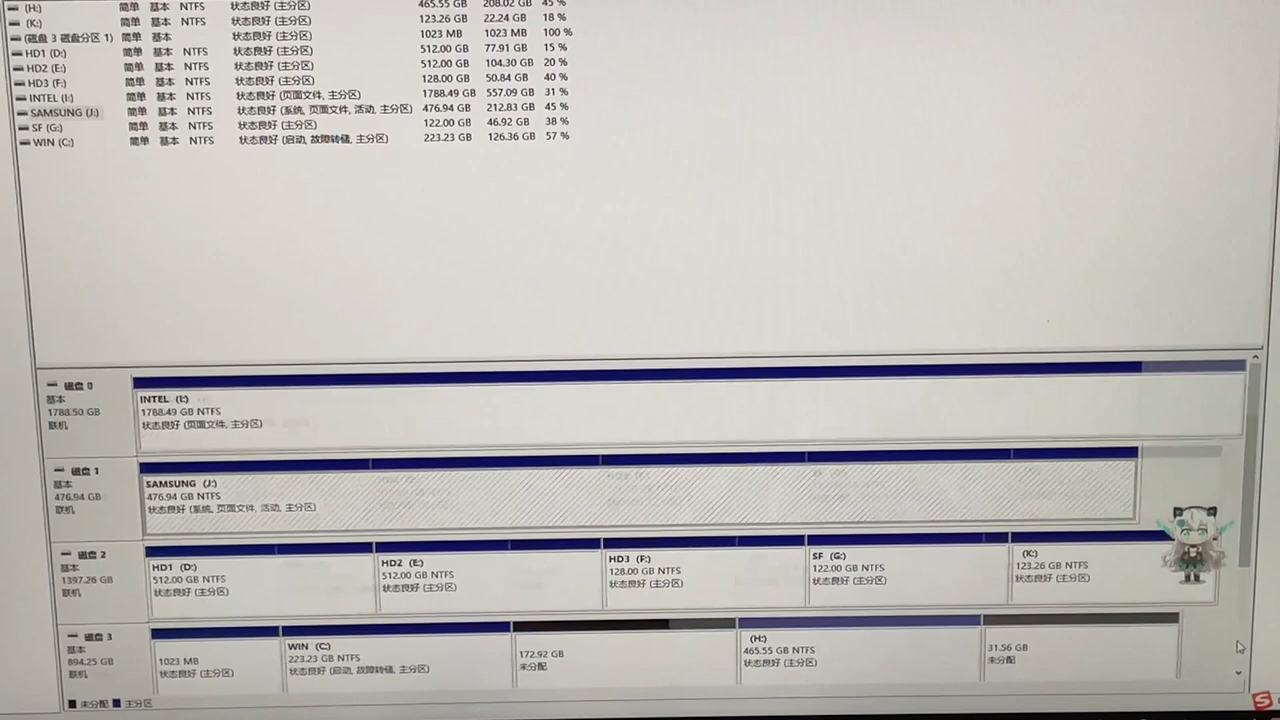 (H:) 简单 基本 NTFS 状态良好 (主分区) 465.55 GB 208.02 GB 45 %
(K:) 简单 基本 NTFS 状态良好 (主分区) 123.26 GB 22.24 GB 18 %
(磁盘 3 磁盘分区 1) 简单 基本 状态良好 (主分区) 1023 MB 1023 MB 100 %
HD1 (D:) 简单 基本 NTFS 状态良好 (主分区) 512.00 GB 77.91 GB 15 %
HD2 (E:) 简单 基本 NTFS 状态良好 (主分区) 512.00 GB 104.30 GB 20 %
HD3 (F:) 简单 基本 NTFS 状态良好 (主分区) 128.00 GB 50.84 GB 40 %
INTEL (I:) 简单 基本 NTFS 状态良好 (页面文件, 主分区) 1788.49 GB 557.09 GB 31 %
SAMSUNG (J:) 简单 基本 NTFS 状态良好 (系统, 页面文件, 活动, 主分区) 476.94 GB 212.83 GB 45 %
SF (G:) 简单 基本 NTFS 状态良好 (主分区) 122.00 GB 46.92 GB 38 %
WIN (C:) 简单 基本 NTFS 状态良好 (启动, 故障转储, 主分区) 223.23 GB 126.36 GB 57 %
磁盘 0
基本
1788.50 GB
联机
INTEL (I:)
1788.49 GB NTFS
状态良好 (页面文件, 主分区)
磁盘 1
基本
476.94 GB
联机
SAMSUNG (J:)
476.94 GB NTFS
状态良好 (系统, 页面文件, 活动, 主分区)
磁盘 2
基本
1397.26 GB
联机
HD1 (D:)
512.00 GB NTFS
状态良好 (主分区)
HD2 (E:)
512.00 GB NTFS
状态良好 (主分区)
HD3 (F:)
128.00 GB NTFS
状态良好 (主分区)
SF (G:)
122.00 GB NTFS
状态良好 (主分区)
(K:)
123.26 GB NTFS
状态良好 (主分区)
磁盘 3
基本
894.25 GB
联机
1023 MB
状态良好 (主分区)
WIN (C:)
223.23 GB NTFS
状态良好 (启动, 故障转储, 主分区)
172.92 GB
未分配
(H:)
465.55 GB NTFS
状态良好 (主分区)
31.56 GB
未分配
未分配 主分区
S